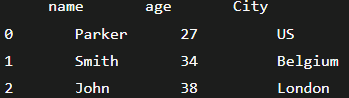 name age City
0 Parker 27 US
1 Smith 34 Belgium
2 John 38 London